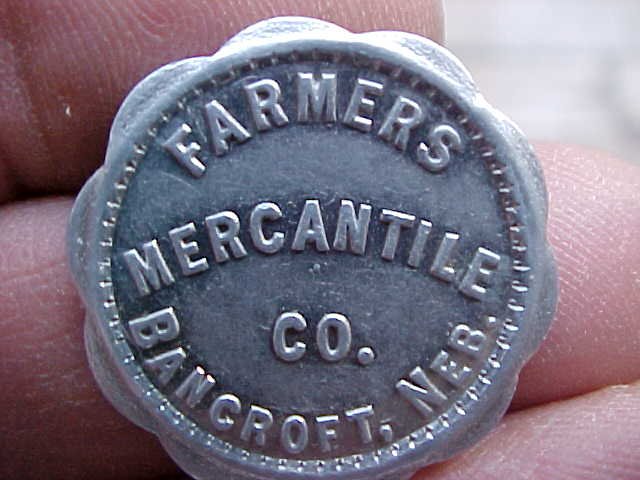 FARMERS
MERCANTILE
CO.
BANCROFT, NEB.